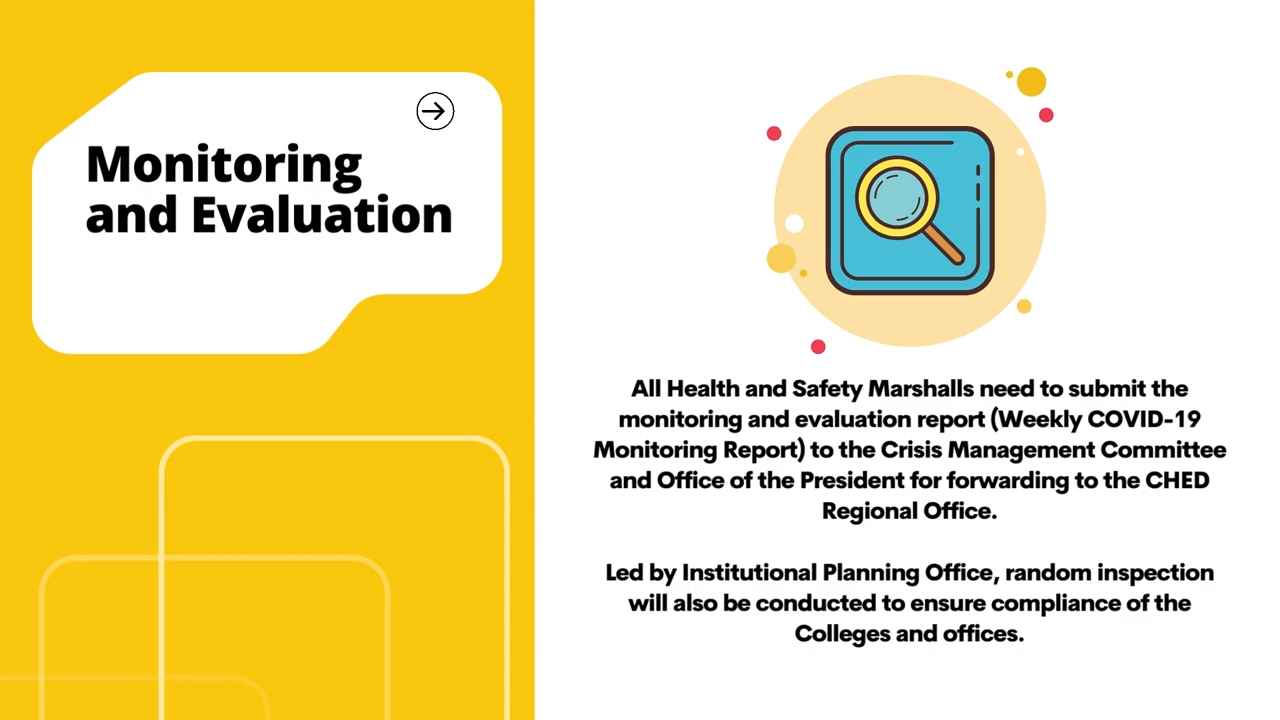 Monitoring
and Evaluation
All Health and Safety Marshalls need to submit the
monitoring and evaluation report (Weekly COVID-19
Monitoring Report) to the Crisis Management Committee
and Office of the President for forwarding to the CHED
Regional Office.
Led by Institutional Planning Office, random inspection
will also be conducted to ensure compliance of the
Colleges and offices.